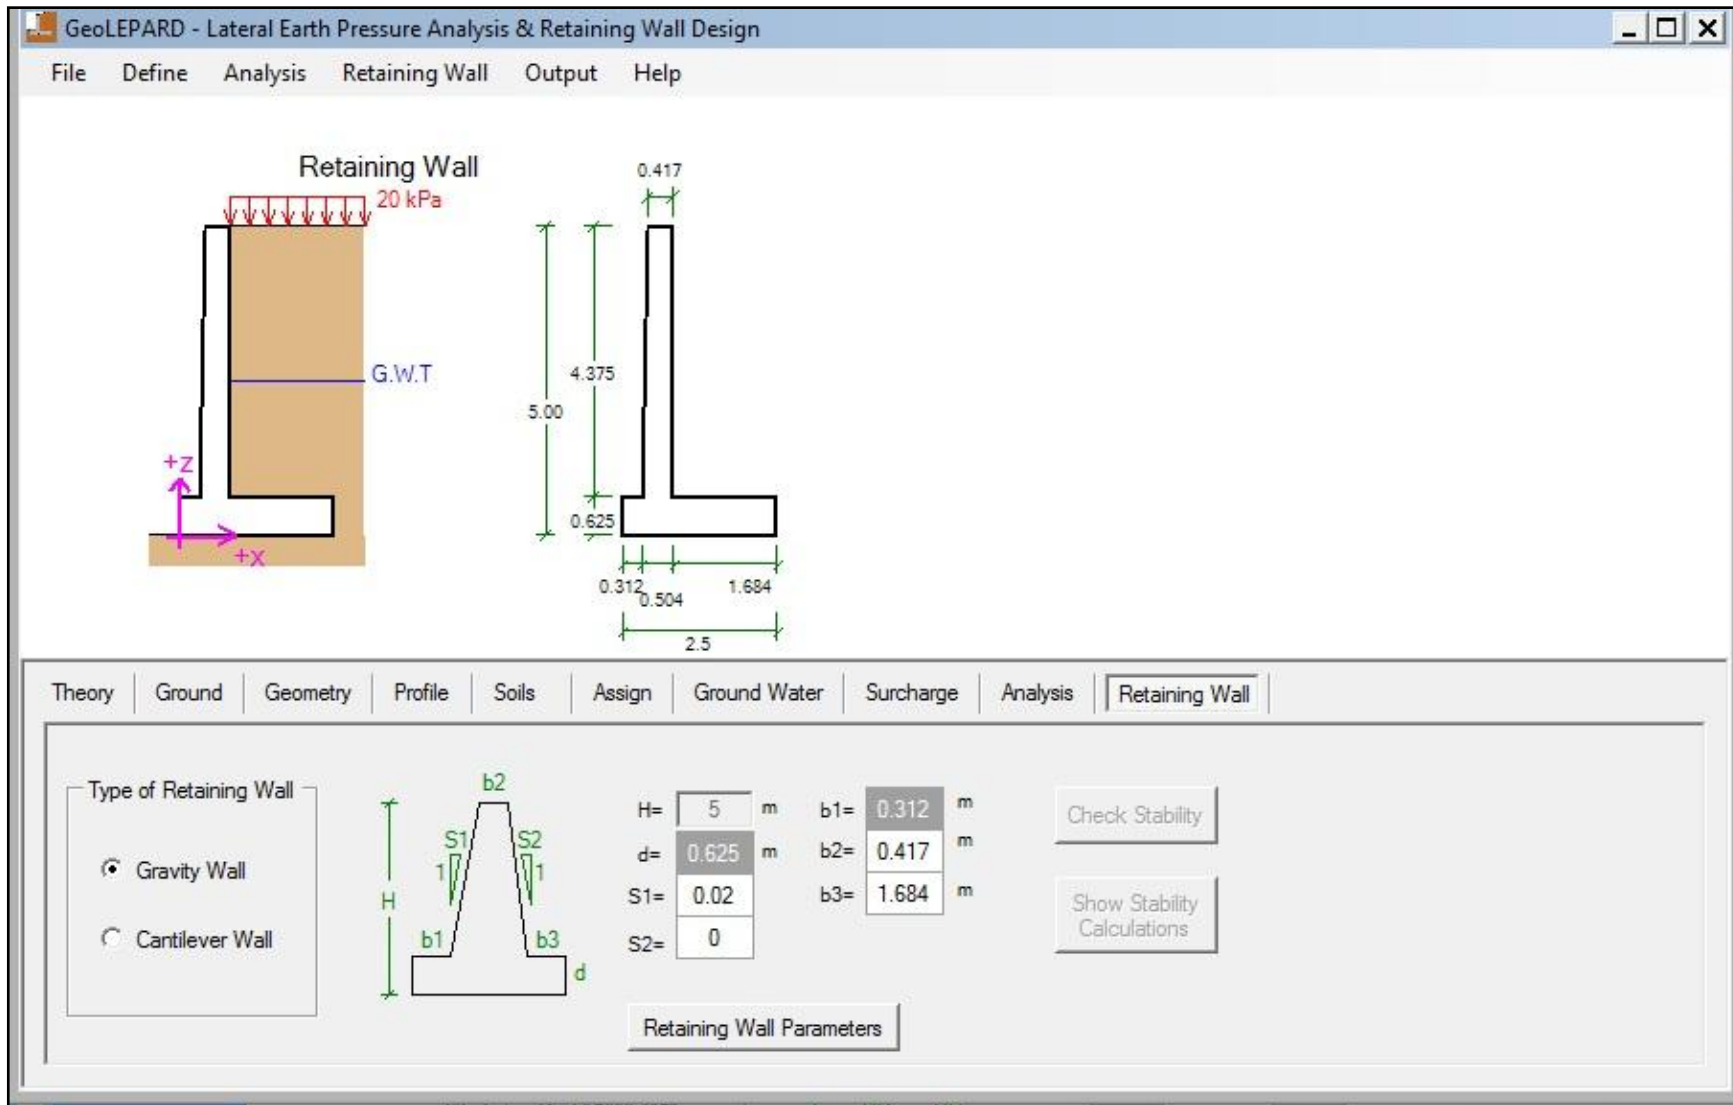 GeoLEPARD - Lateral Earth Pressure Analysis & Retaining Wall Design
File Define Analysis Retaining Wall Output Help
Retaining Wall
20 kPa
G.W.T
+z
+x
0.417
4.375
5.00
0.625
0.312
0.504
1.684
2.5
Theory Ground Geometry Profile Soils Assign Ground Water Surcharge Analysis Retaining Wall
Type of Retaining Wall
Gravity Wall
Cantilever Wall
b2
S1 S2
1 1
H
b1 b3
d
H= 5 m b1= 0.312 m
d= 0.625 m b2= 0.417 m
S1= 0.02 b3= 1.684 m
S2= 0
Retaining Wall Parameters
Check Stability
Show Stability
Calculations